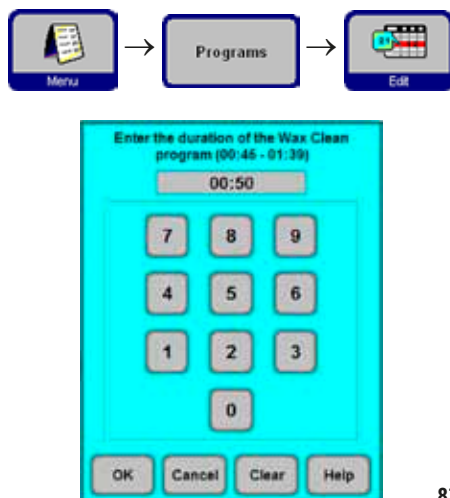 Menu → Programs → Edit
Enter the duration of the Wax Clean
program (00:45 - 01:39)
00:50
7 8 9
4 5 6
1 2 3
0
OK Cancel Clear Help